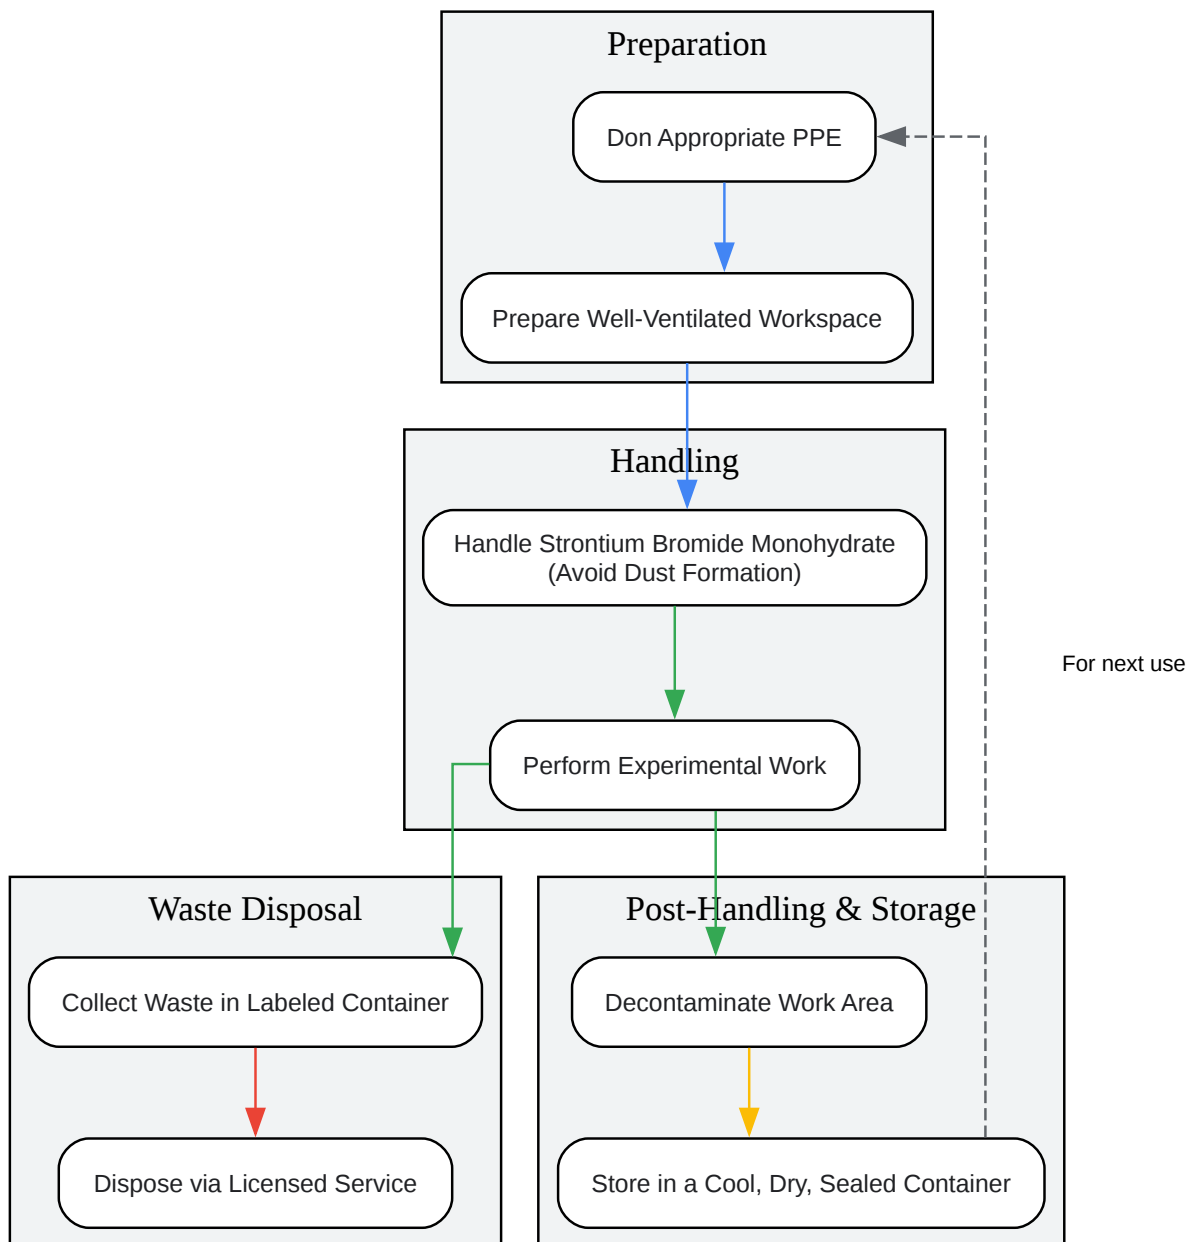 Preparation
Don Appropriate PPE
Prepare Well-Ventilated Workspace
Handling
Handle Strontium Bromide Monohydrate
(Avoid Dust Formation)
For next use
Perform Experimental Work
Waste Disposal
Collect Waste in Labeled Container
Dispose via Licensed Service
Post-Handling & Storage
Decontaminate Work Area
Store in a Cool, Dry, Sealed Container